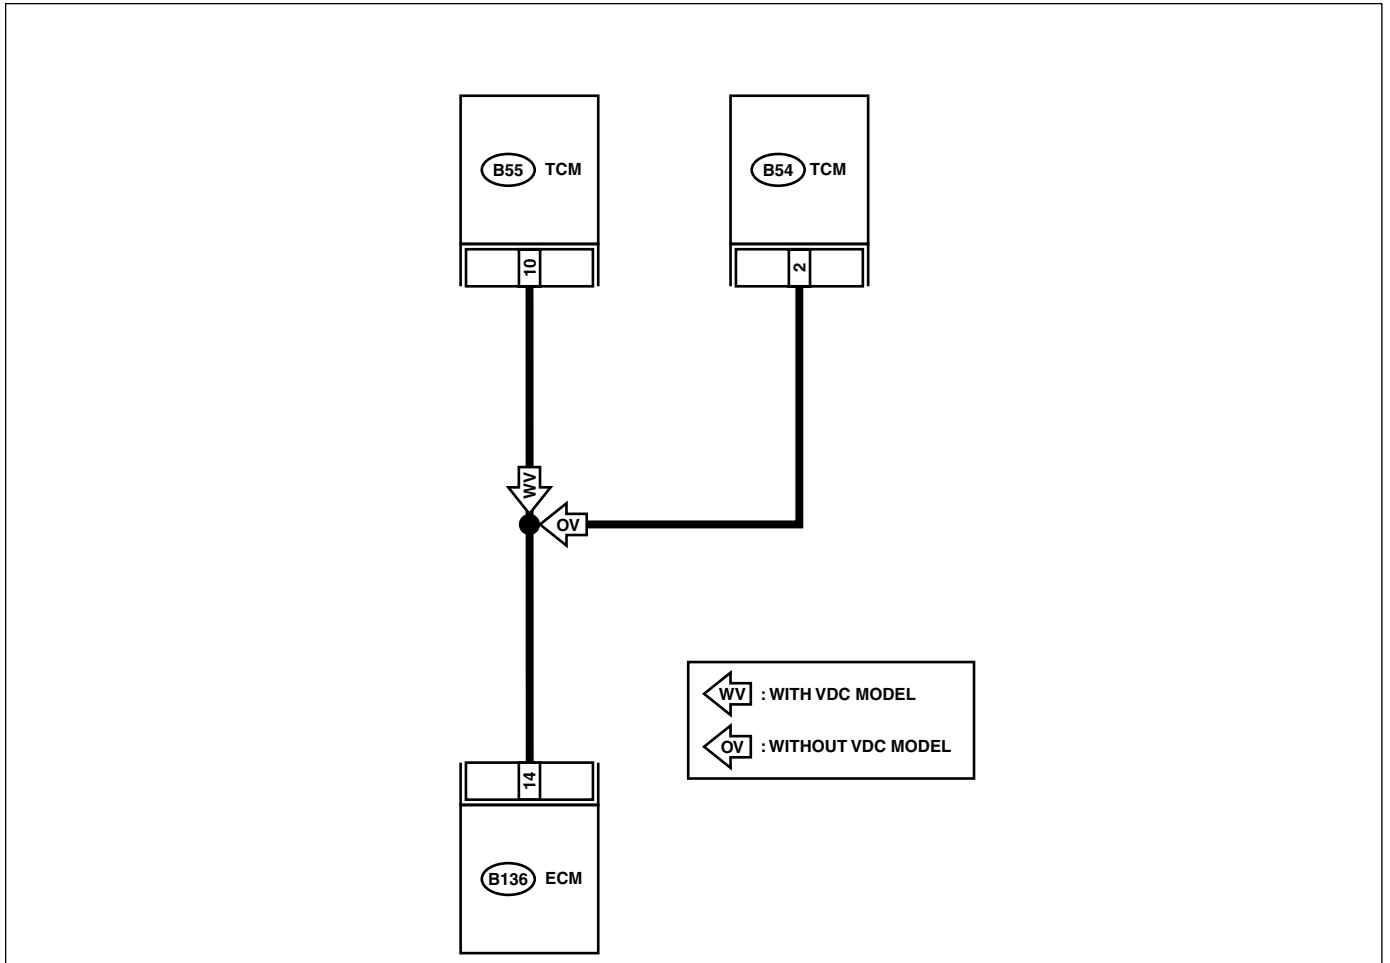 B55 TCM
B54 TCM
10
2
WV
OV
WV : WITH VDC MODEL
OV : WITHOUT VDC MODEL
14
B136 ECM